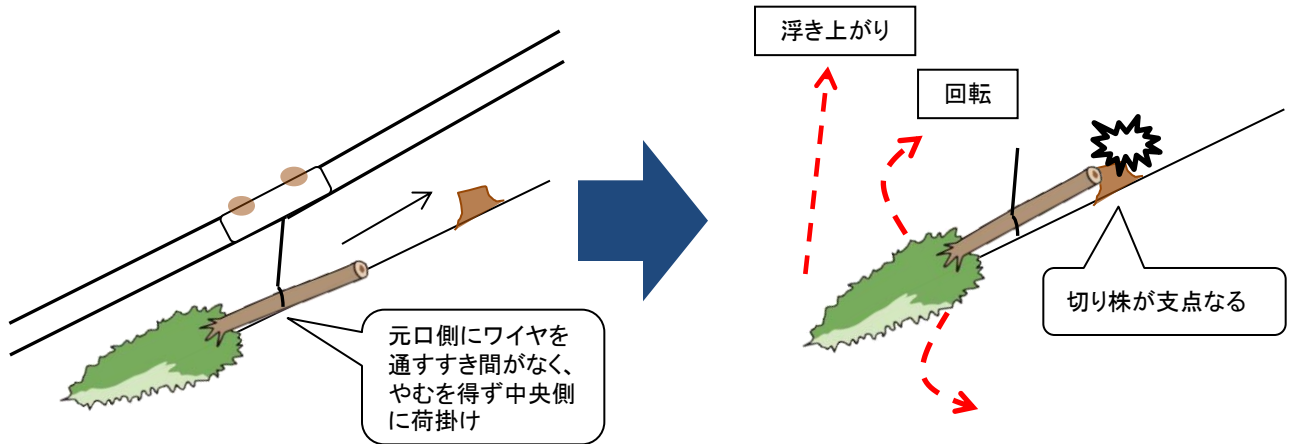 元口側にワイヤを
通すすき間がなく、
やむを得ず中央側
に荷掛け
浮き上がり
回転
切り株が支点なる